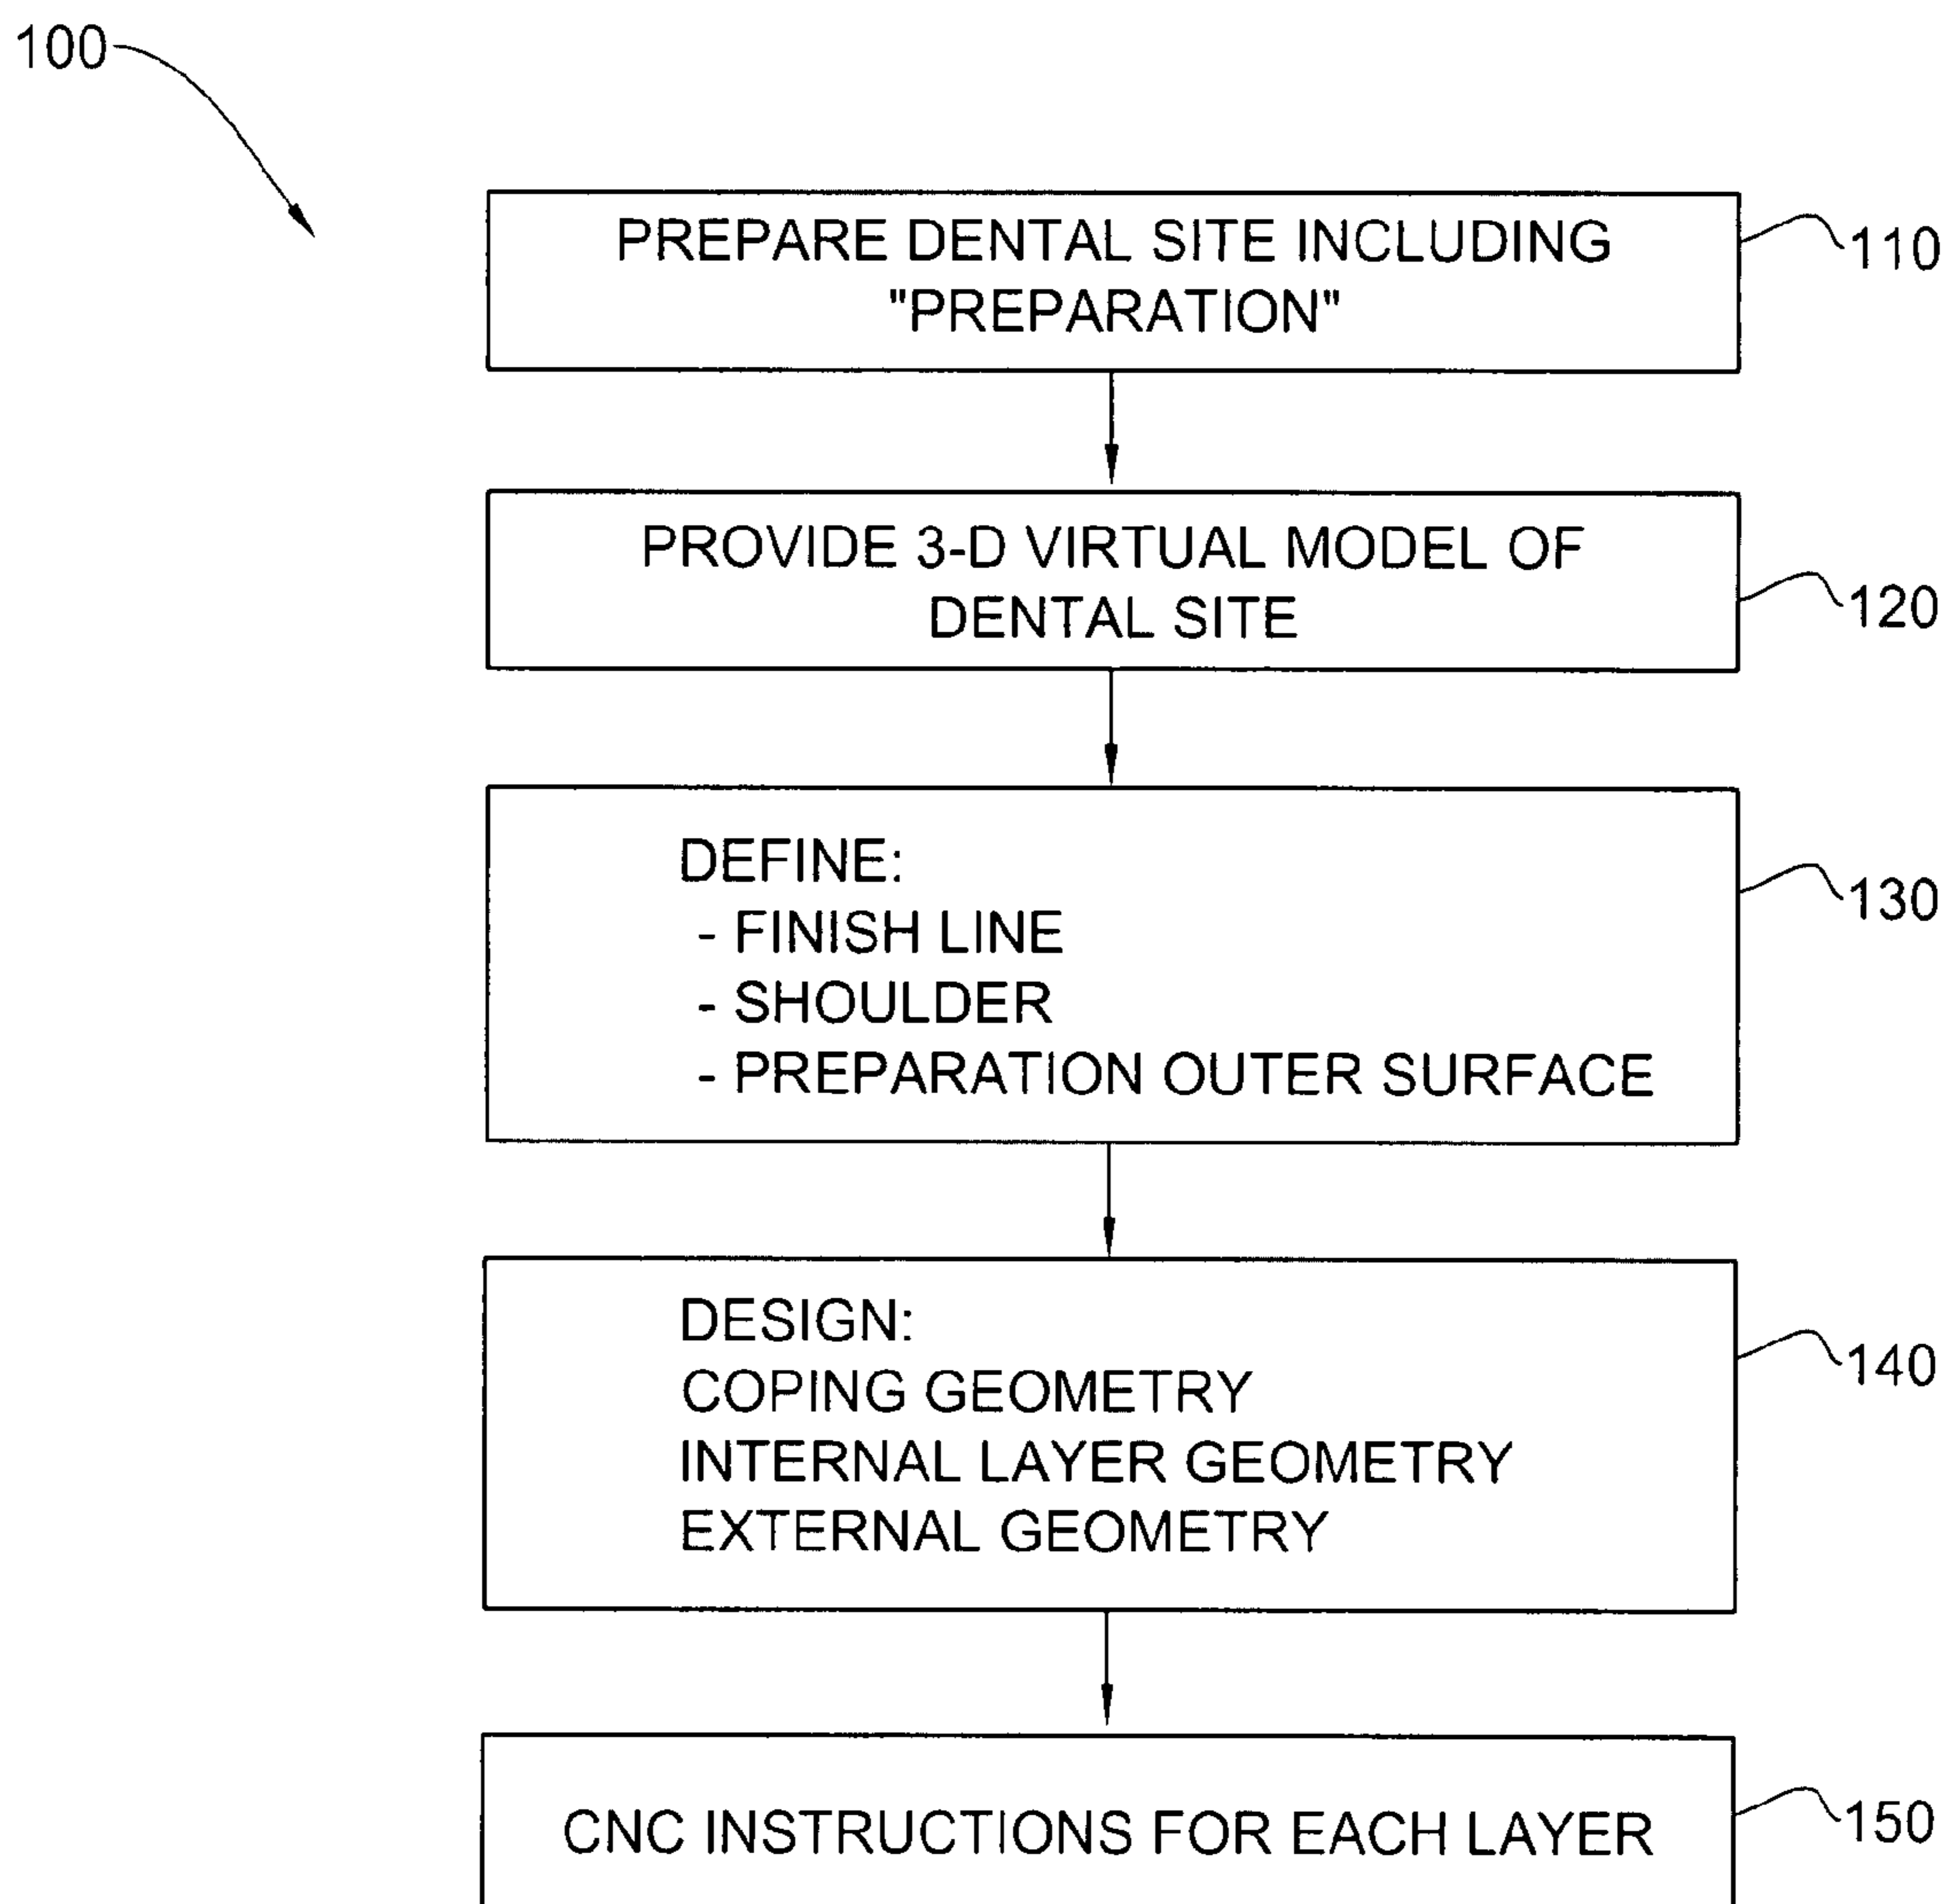 100
PREPARE DENTAL SITE INCLUDING
"PREPARATION"
110
PROVIDE 3-D VIRTUAL MODEL OF
DENTAL SITE
120
DEFINE:
- FINISH LINE
- SHOULDER
- PREPARATION OUTER SURFACE
130
DESIGN:
COPING GEOMETRY
INTERNAL LAYER GEOMETRY
EXTERNAL GEOMETRY
140
CNC INSTRUCTIONS FOR EACH LAYER
150